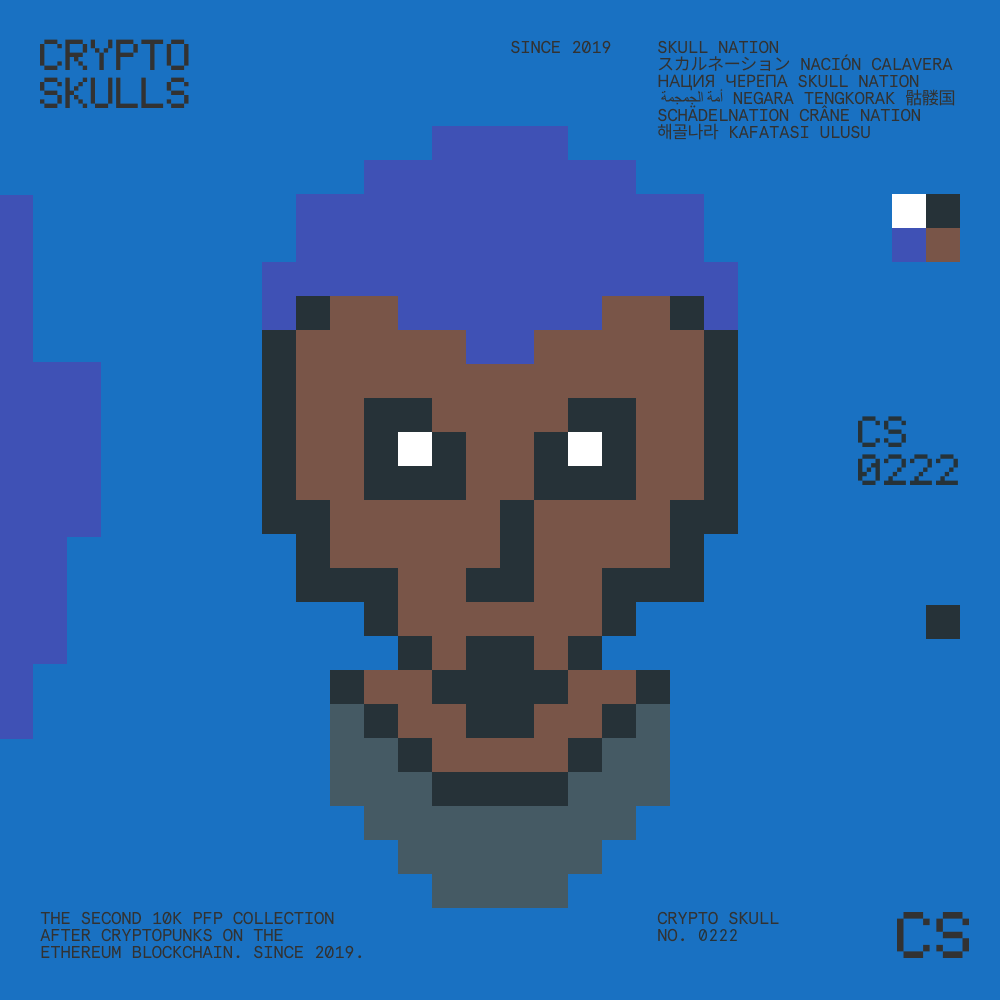 CRYPTO
SKULLS
SINCE 2019
SKULL NATION
スカルネーション NACIÓN CALAVERA
НАЦИЯ ЧЕРЕПА SKULL NATION
أمة الجمجمة NEGARA TENGKORAK 骷髅国
SCHÄDELNATION CRÂNE NATION
해골나라 KAFATASI ULUSU
CS
0222
THE SECOND 10K PFP COLLECTION
AFTER CRYPTOPUNKS ON THE
ETHEREUM BLOCKCHAIN. SINCE 2019.
CRYPTO SKULL
NO. 0222
CS